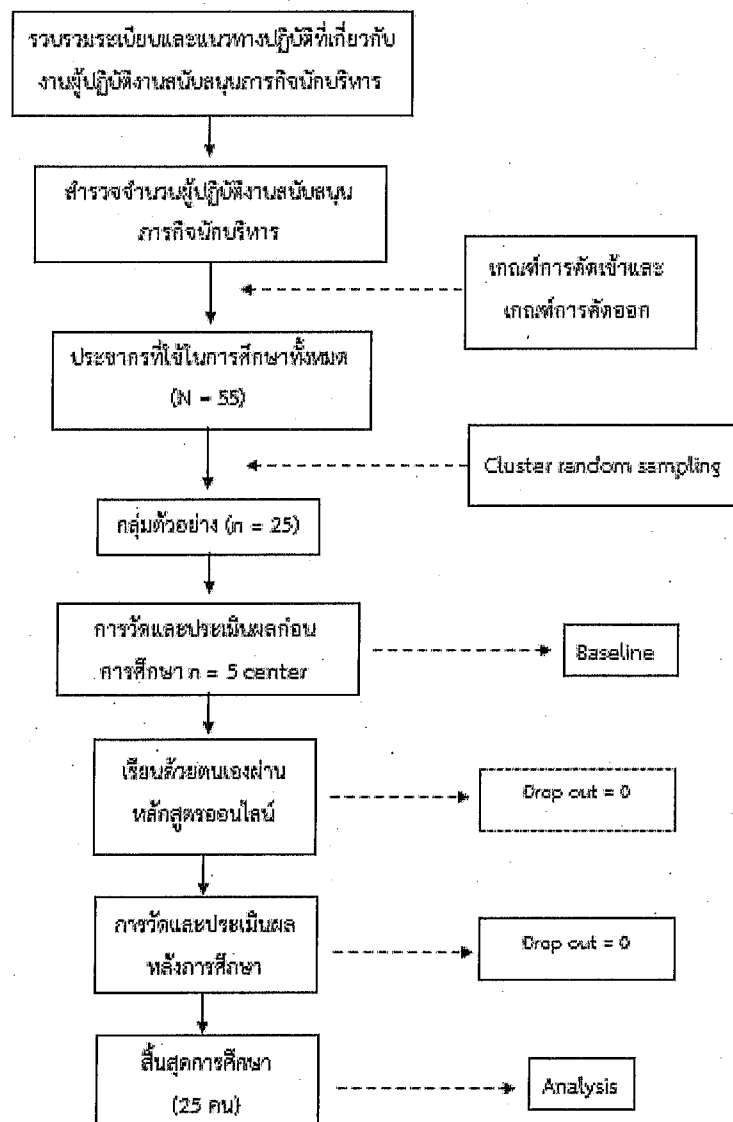 รวบรวมระเบียบและแนวทางปฏิบัติที่เกี่ยวกับ
งานผู้ปฏิบัติงานสนับสนุนภารกิจนักบริหาร
สำรวจจำนวนผู้ปฏิบัติงานสนับสนุน
ภารกิจนักบริหาร
เกณฑ์การคัดเข้าและ
เกณฑ์การคัดออก
ประชากรที่ใช้ในการศึกษาทั้งหมด
(N = 55)
Cluster random sampling
กลุ่มตัวอย่าง (n = 25)
การวัดและประเมินผลก่อน
การศึกษา n = 5 center
Baseline
เรียนด้วยตนเองผ่าน
หลักสูตรออนไลน์
Drop out = 0
การวัดและประเมินผล
หลังการศึกษา
Drop out = 0
สิ้นสุดการศึกษา
(25 คน)
Analysis